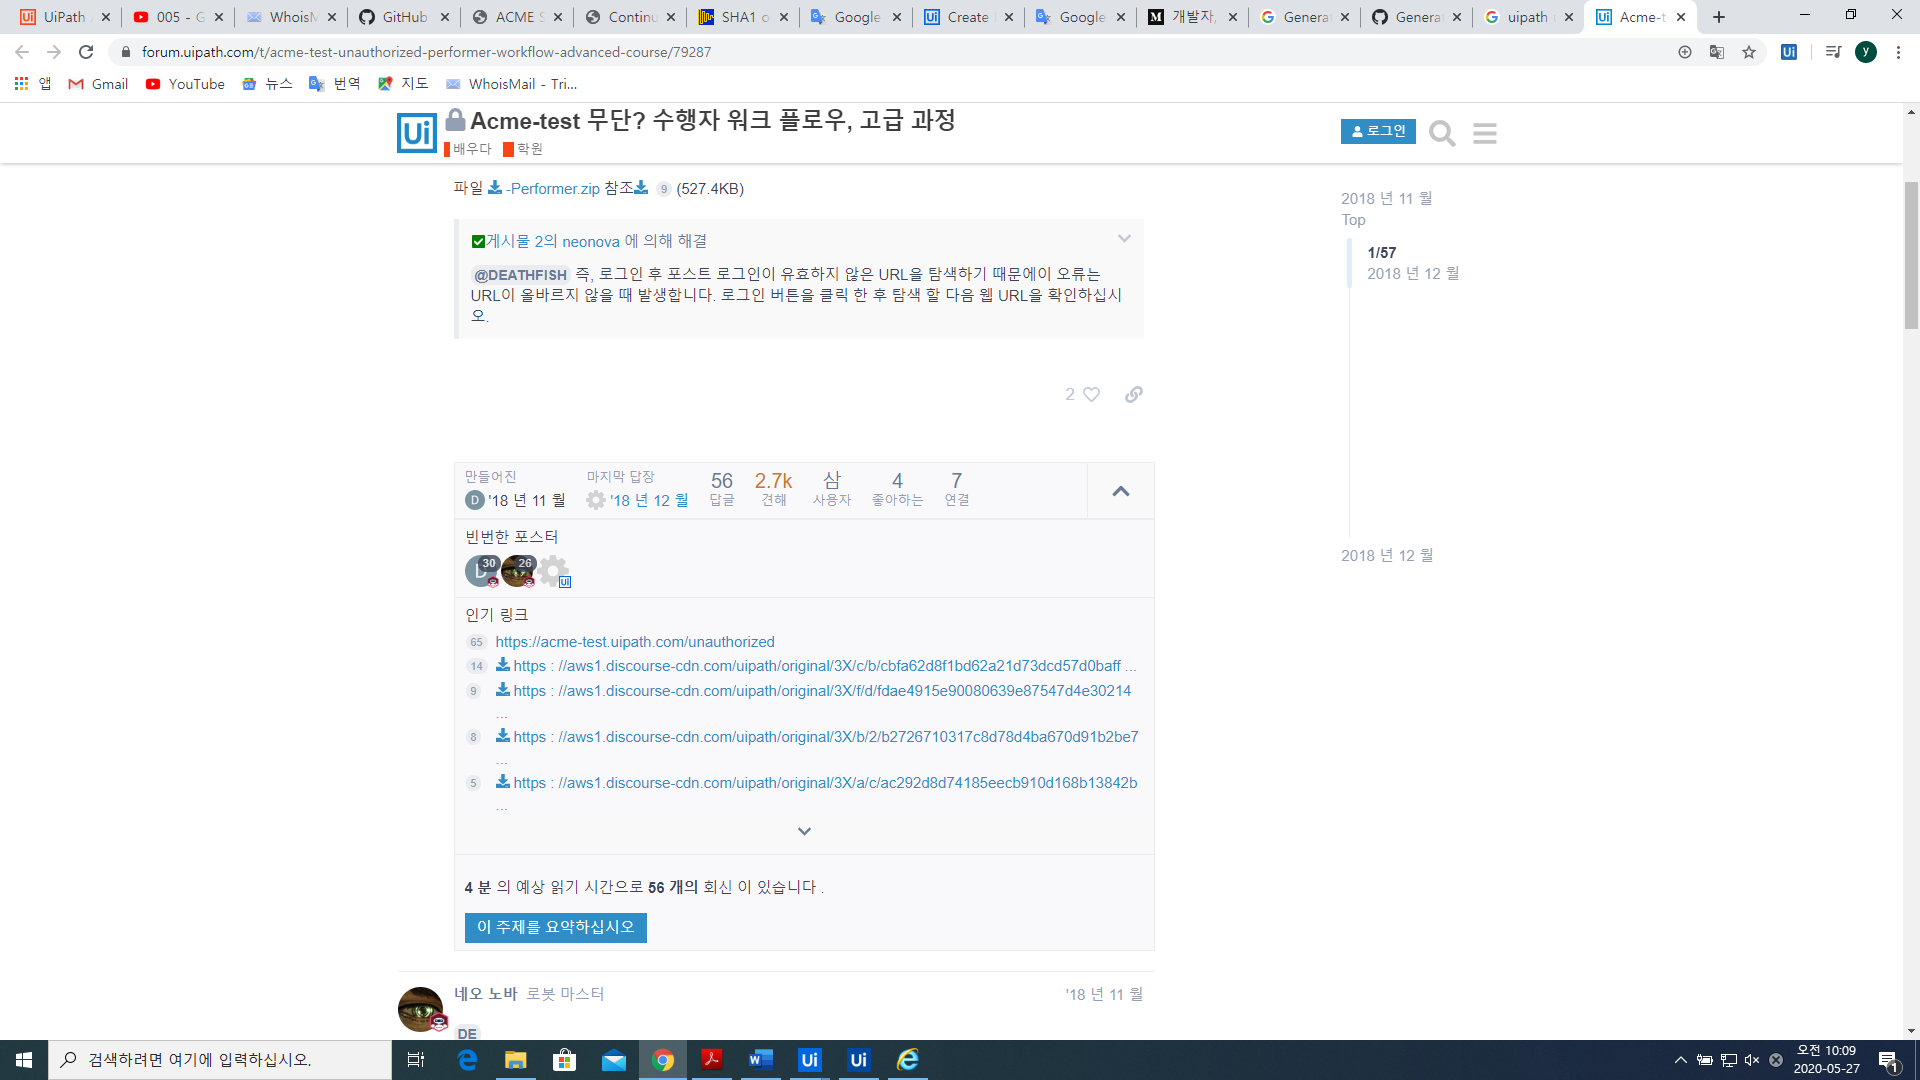 UiPath
005 - G
WhoisM
GitHub
ACME S
Continu
SHA1 o
Google
Create
Google
개발자,
Generat
Generat
uipath
Acme-t
forum.uipath.com/t/acme-test-unauthorized-performer-workflow-advanced-course/79287
Ui
y
앱
Gmail
YouTube
뉴스
번역
지도
WhoisMail - Tri...
Ui
Acme-test 무단? 수행자 워크 플로우, 고급 과정
배우다 학원
로그인
파일 -Performer.zip 참조 9 (527.4KB)
게시물 2의 neonova 에 의해 해결
@DEATHFISH 즉, 로그인 후 포스트 로그인이 유효하지 않은 URL을 탐색하기 때문에이 오류는
URL이 올바르지 않을 때 발생합니다. 로그인 버튼을 클릭 한 후 탐색 할 다음 웹 URL을 확인하십시
오.
2
2018 년 11 월
Top
1/57
2018 년 12 월
2018 년 12 월
만들어진
D '18 년 11 월
마지막 답장
'18 년 12 월
56
답글
2.7k
견해
삼
사용자
4
좋아하는
7
연결
빈번한 포스터
D 30 26 Ui
인기 링크
65 https://acme-test.uipath.com/unauthorized
14 https : //aws1.discourse-cdn.com/uipath/original/3X/c/b/cbfa62d8f1bd62a21d73dcd57d0baff ...
9 https : //aws1.discourse-cdn.com/uipath/original/3X/f/d/fdae4915e90080639e87547d4e30214
...
8 https : //aws1.discourse-cdn.com/uipath/original/3X/b/2/b2726710317c8d78d4ba670d91b2be7
...
5 https : //aws1.discourse-cdn.com/uipath/original/3X/a/c/ac292d8d74185eecb910d168b13842b
...
4 분 의 예상 읽기 시간으로 56 개의 회신 이 있습니다 .
이 주제를 요약하십시오
네오 노바 로봇 마스터
'18 년 11 월
DE
검색하려면 여기에 입력하십시오.
Ui
Ui
오전 10:09
2020-05-27
1